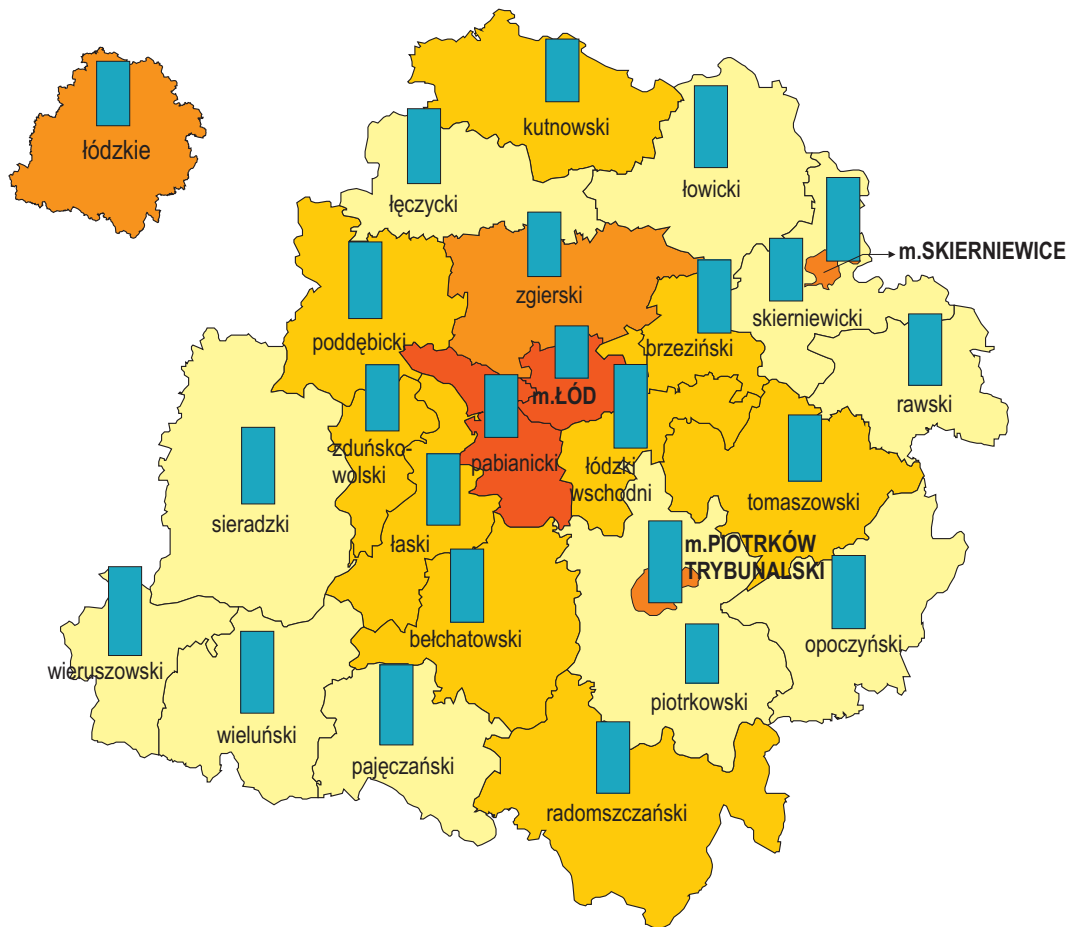 łódzkie
kutnowski
łęczycki
łowicki
m.SKIERNIEWICE
zgierski
skierniewicki
poddębicki
brzeziński
m.ŁÓD
rawski
zduńsko-
wolski
pabianicki
łódzki
wschodni
tomaszowski
sieradzki
łaski
m.PIOTRKÓW
TRYBUNALSKI
bełchatowski
opoczyński
wieruszowski
piotrkowski
wieluński
pajęczański
radomszczański